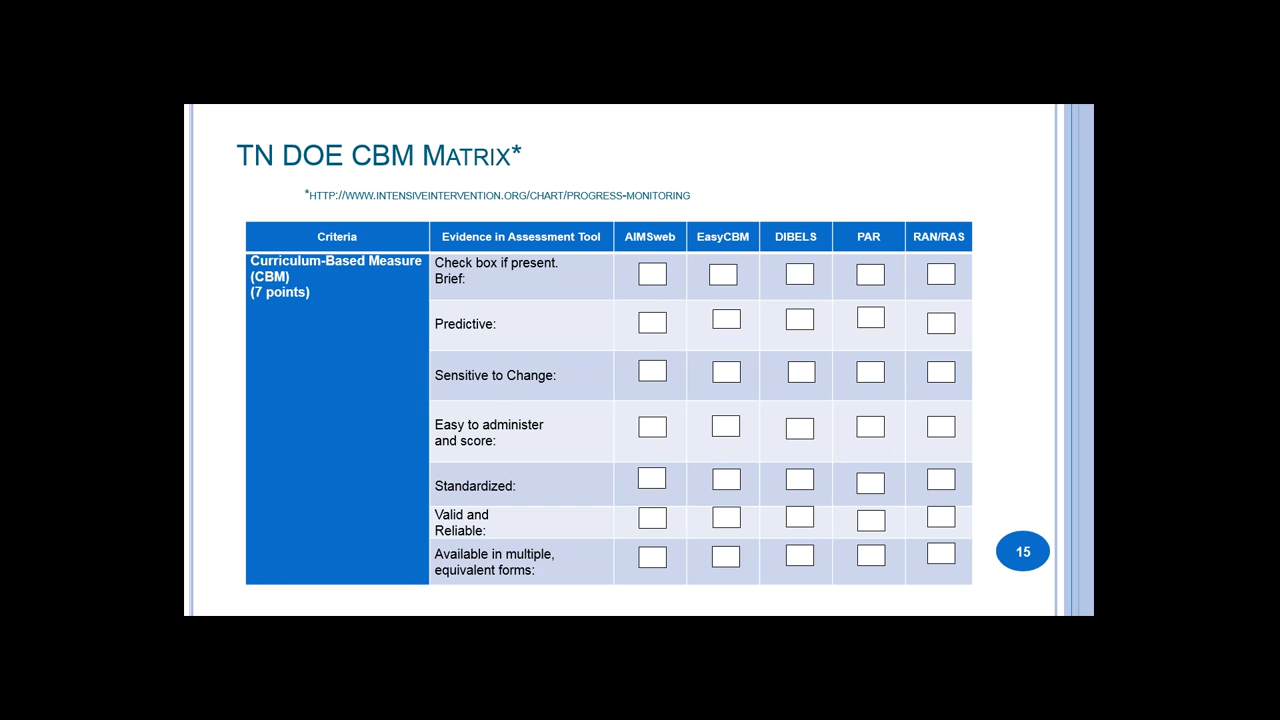 TN DOE CBM MATRIX*
*HTTP://WWW.INTENSIVEINTERVENTION.ORG/CHART/PROGRESS-MONITORING
Criteria Evidence in Assessment Tool AIMSweb EasyCBM DIBELS PAR RAN/RAS
Curriculum-Based Measure
(CBM)
(7 points)
Check box if present.
Brief:
Predictive:
Sensitive to Change:
Easy to administer
and score:
Standardized:
Valid and
Reliable:
Available in multiple,
equivalent forms:
15